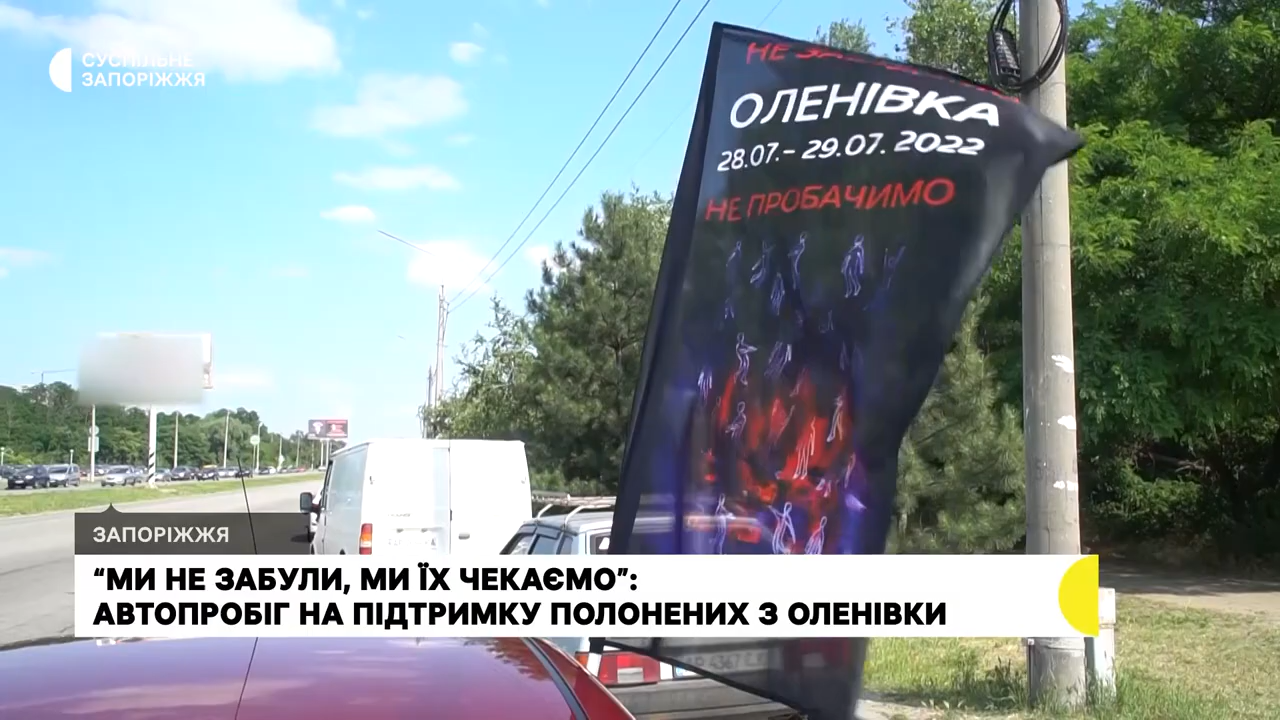 СУСПІЛЬНЕ
ЗАПОРІЖЖЯ
НЕ
ОЛЕНІВКА
28.07.– 29.07. 2022
НЕ ПРОБАЧИМО
ЗАПОРІЖЖЯ
“МИ НЕ ЗАБУЛИ, МИ ЇХ ЧЕКАЄМО”:
АВТОПРОБІГ НА ПІДТРИМКУ ПОЛОНЕНИХ З ОЛЕНІВКИ